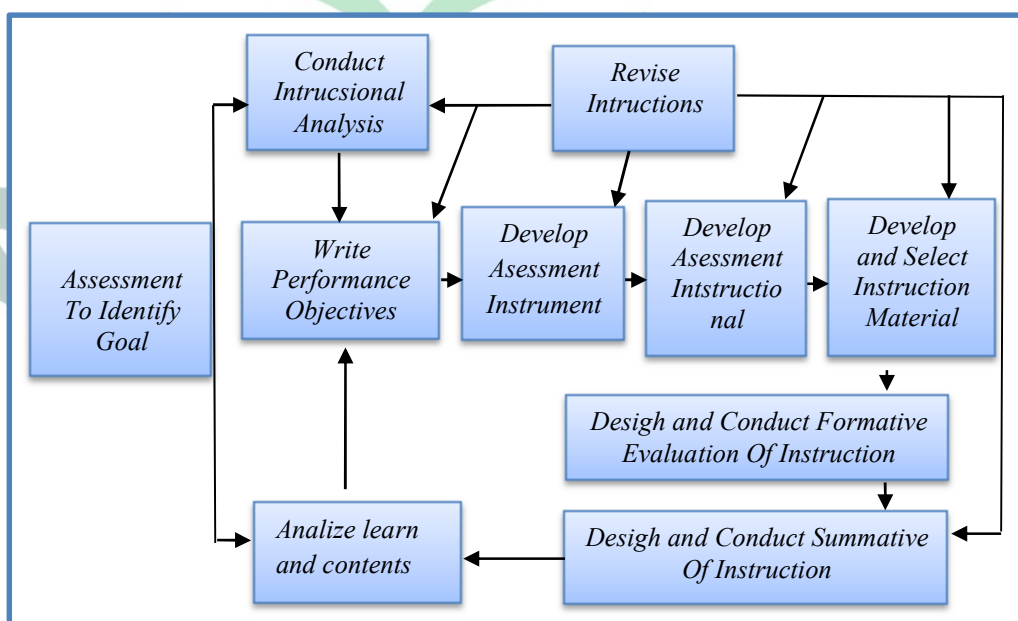 Conduct
Intrucsional
Analysis
Revise
Intructions
Assessment
To Identify
Goal
Write
Performance
Objectives
Develop
Asessment
Instrument
Develop
Asessment
Intstructio
nal
Develop
and Select
Instruction
Material
Desigh and Conduct Formative
Evaluation Of Instruction
Analize learn
and contents
Desigh and Conduct Summative
Of Instruction